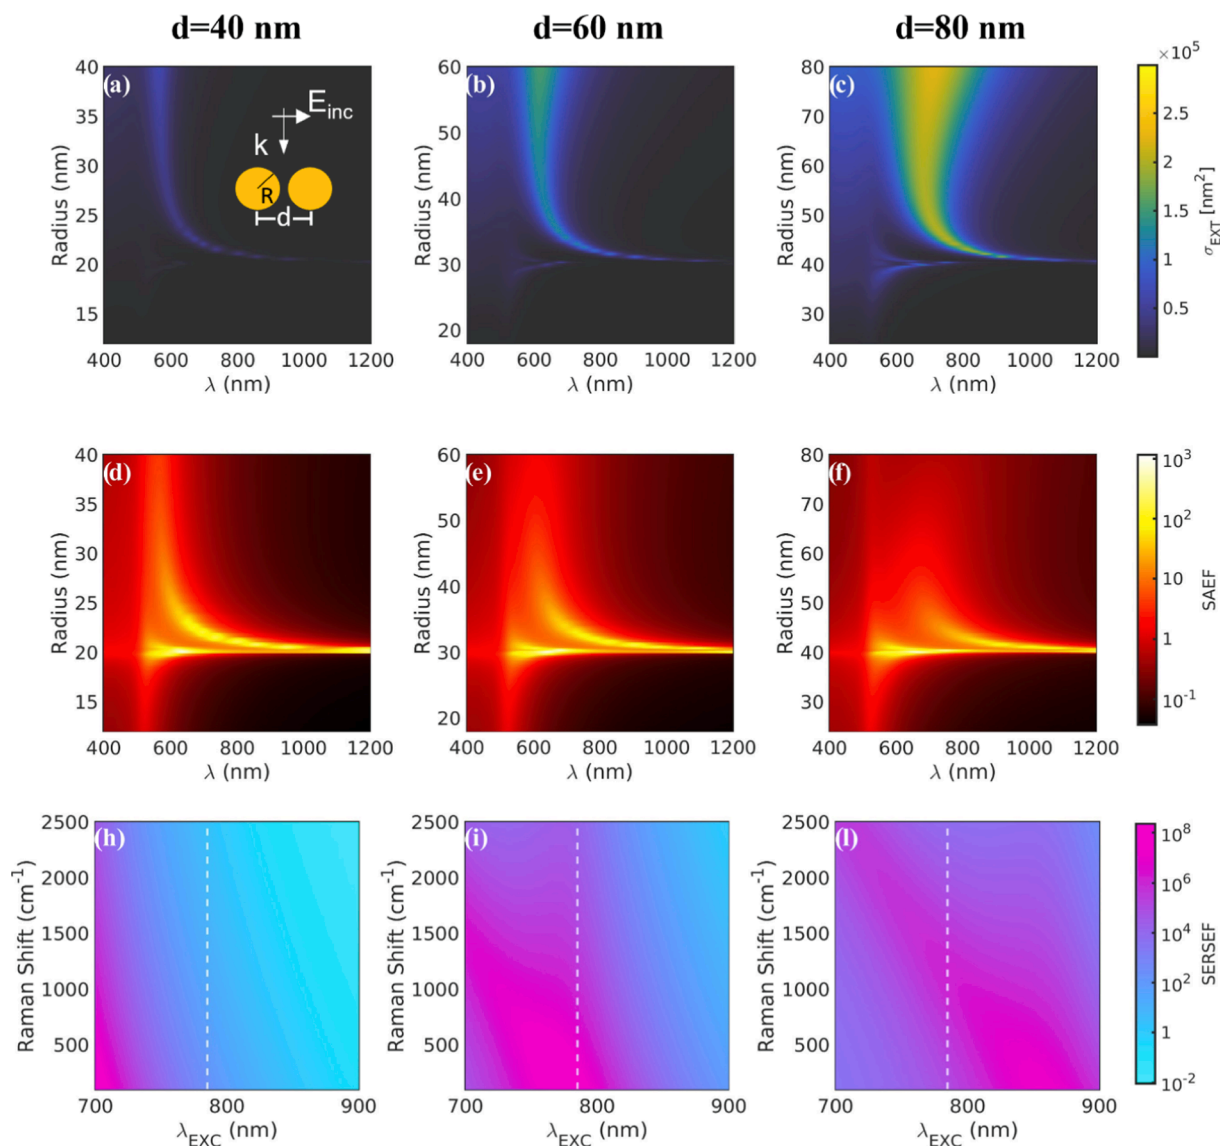 d=40 nm
d=60 nm
d=80 nm
(a)
E_inc
k
R
d
Radius (nm)
40
35
30
25
20
15
400 600 800 1000 1200
λ (nm)
(b)
Radius (nm)
60
50
40
30
20
400 600 800 1000 1200
λ (nm)
(c)
Radius (nm)
80
70
60
50
40
30
400 600 800 1000 1200
λ (nm)
×10⁵
2.5
2
1.5
1
0.5
σ_EXT [nm²]
(d)
Radius (nm)
40
35
30
25
20
15
400 600 800 1000 1200
λ (nm)
(e)
Radius (nm)
60
50
40
30
20
400 600 800 1000 1200
λ (nm)
(f)
Radius (nm)
80
70
60
50
40
30
400 600 800 1000 1200
λ (nm)
10³
10²
10
1
10⁻¹
SAEF
(h)
Raman Shift (cm⁻¹)
2500
2000
1500
1000
500
700 800 900
λ_EXC (nm)
(i)
Raman Shift (cm⁻¹)
2500
2000
1500
1000
500
700 800 900
λ_EXC (nm)
(l)
Raman Shift (cm⁻¹)
2500
2000
1500
1000
500
700 800 900
λ_EXC (nm)
10⁸
10⁶
10⁴
10²
1
10⁻²
SERSEF